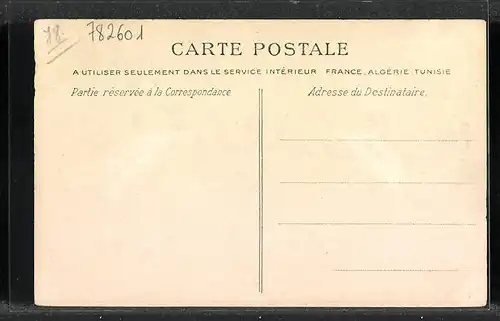 78.
782601
CARTE POSTALE
A UTILISER SEULEMENT DANS LE SERVICE INTÉRIEUR FRANCE, ALGÉRIE TUNISIE
Partie réservée à la Correspondance
Adresse du Destinataire.